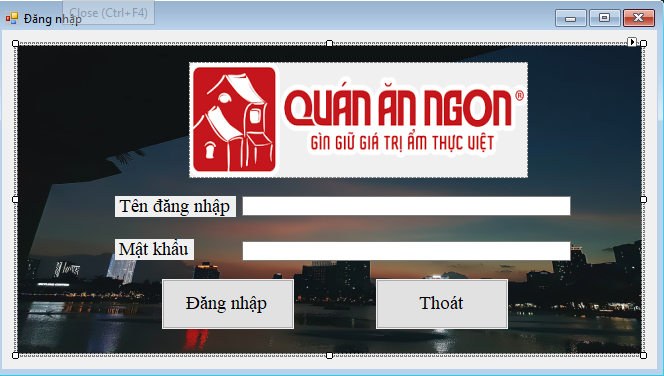 Đăng nhập
Close (Ctrl+F4)
QUÁN ĂN NGON®
GÌN GIỮ GIÁ TRỊ ẨM THỰC VIỆT
Tên đăng nhập
Mật khẩu
Đăng nhập Thoát